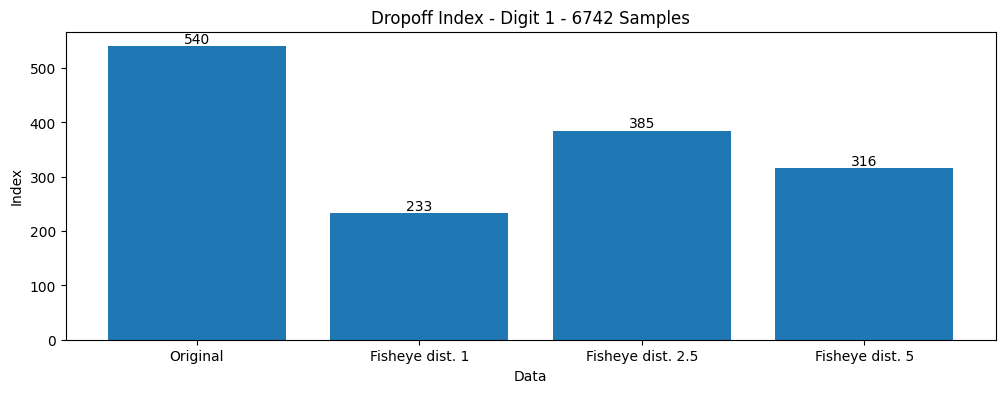 Dropoff Index - Digit 1 - 6742 Samples
540
385
316
233
500
400
300
200
100
0
Index
Original
Fisheye dist. 1
Fisheye dist. 2.5
Fisheye dist. 5
Data